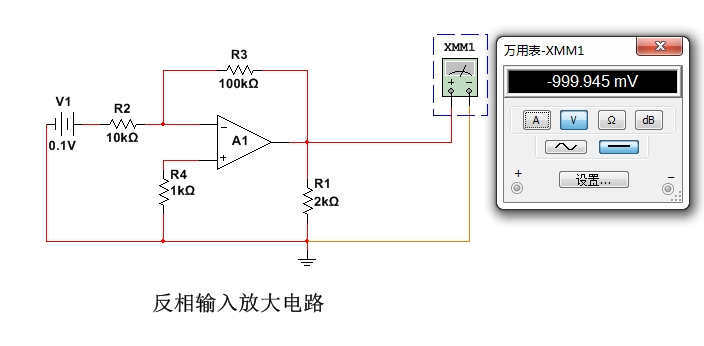 XMM1
万用表-XMM1
R3
100kΩ
-999.945 mV
V1
R2
A
V
Ω
dB
0.1V
10kΩ
A1
R4
1kΩ
R1
2kΩ
+
−
设置...
反相输入放大电路